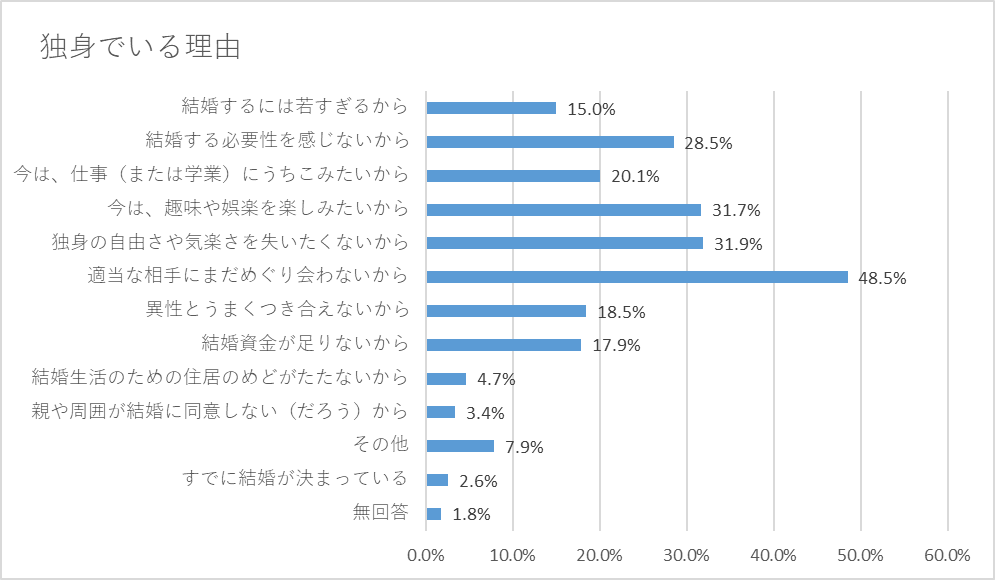 独身でいる理由
結婚するには若すぎるから 15.0%
結婚する必要性を感じないから 28.5%
今は、仕事（または学業）にうちこみたいから 20.1%
今は、趣味や娯楽を楽しみたいから 31.7%
独身の自由さや気楽さを失いたくないから 31.9%
適当な相手にまだめぐり会わないから 48.5%
異性とうまくつき合えないから 18.5%
結婚資金が足りないから 17.9%
結婚生活のための住居のめどがたたないから 4.7%
親や周囲が結婚に同意しない（だろう）から 3.4%
その他 7.9%
すでに結婚が決まっている 2.6%
無回答 1.8%
0.0% 10.0% 20.0% 30.0% 40.0% 50.0% 60.0%